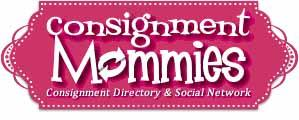 Consignment
Mommies
Consignment Directory & Social Network